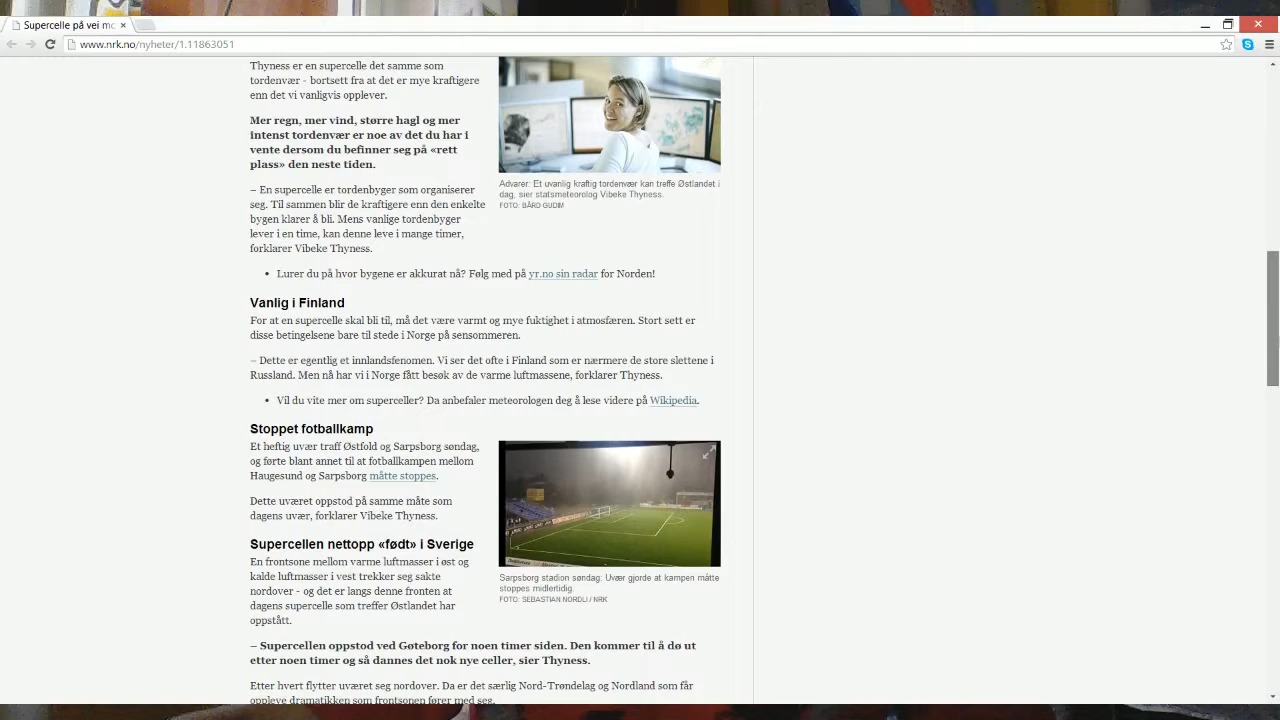 Supercelle på vei mo
www.nrk.no/nyheter/1.11863051
Thyness er en supercelle det samme som
tordenvær - bortsett fra at det er mye kraftigere
enn det vi vanligvis opplever.
Mer regn, mer vind, større hagl og mer
intenst tordenvær er noe av det du har i
vente dersom du befinner seg på «rett
plass» den neste tiden.
– En supercelle er tordenbyger som organiserer
seg. Til sammen blir de kraftigere enn den enkelte
bygen klarer å bli. Mens vanlige tordenbyger
lever i en time, kan denne leve i mange timer,
forklarer Vibeke Thyness.
Advarer: Et uvanlig kraftig tordenvær kan treffe Østlandet i
dag, sier statsmeteorolog Vibeke Thyness.
FOTO: BÅRD GUDIM
• Lurer du på hvor bygene er akkurat nå? Følg med på yr.no sin radar for Norden!
Vanlig i Finland
For at en supercelle skal bli til, må det være varmt og mye fuktighet i atmosfæren. Stort sett er
disse betingelsene bare til stede i Norge på sensommeren.
– Dette er egentlig et innlandsfenomen. Vi ser det ofte i Finland som er nærmere de store slettene i
Russland. Men nå har vi i Norge fått besøk av de varme luftmassene, forklarer Thyness.
• Vil du vite mer om superceller? Da anbefaler meteorologen deg å lese videre på Wikipedia.
Stoppet fotballkamp
Et heftig uvær traff Østfold og Sarpsborg søndag,
og førte blant annet til at fotballkampen mellom
Haugesund og Sarpsborg måtte stoppes.
Dette uværet oppstod på samme måte som
dagens uvær, forklarer Vibeke Thyness.
Supercellen nettopp «født» i Sverige
En frontsone mellom varme luftmasser i øst og
kalde luftmasser i vest trekker seg sakte
nordover - og det er langs denne fronten at
dagens supercelle som treffer Østlandet har
oppstått.
Sarpsborg stadion søndag: Uvær gjorde at kampen måtte
stoppes midlertidig.
FOTO: SEBASTIAN NORDLI / NRK
– Supercellen oppstod ved Gøteborg for noen timer siden. Den kommer til å dø ut
etter noen timer og så dannes det nok nye celler, sier Thyness.
Etter hvert flytter uværet seg nordover. Da er det særlig Nord-Trøndelag og Nordland som får
oppleve dramatikken som frontsonen fører med seg.